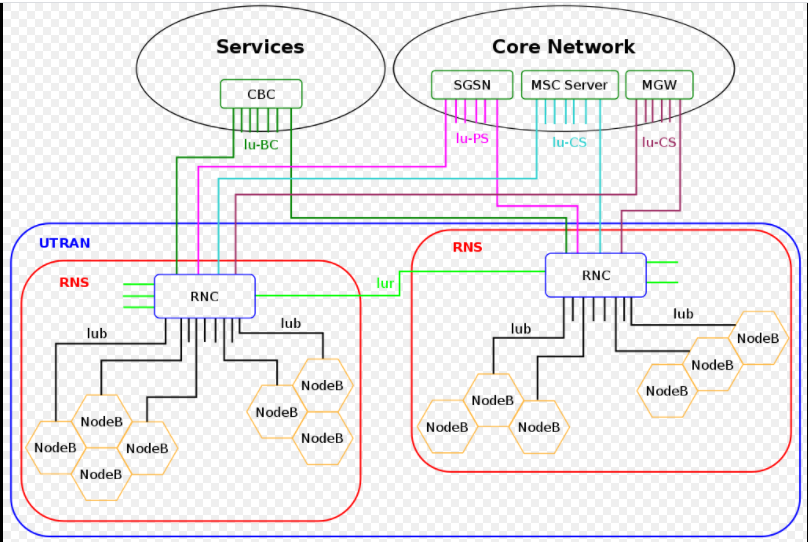 Services
Core Network
CBC
SGSN
MSC Server
MGW
Iu-BC
Iu-PS
Iu-CS
Iu-CS
UTRAN
RNS
RNS
RNC
RNC
Iur
Iub
Iub
Iub
Iub
NodeB
NodeB
NodeB
NodeB
NodeB
NodeB
NodeB
NodeB
NodeB
NodeB
NodeB
NodeB
NodeB